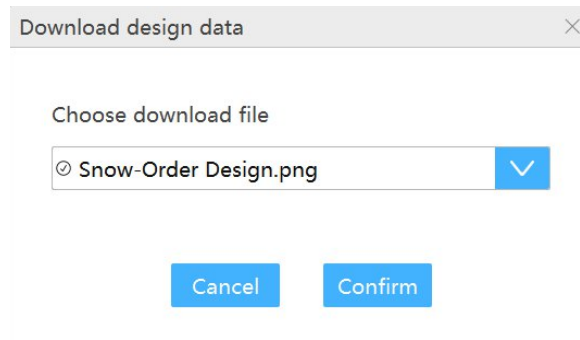 Download design data
Choose download file
Snow-Order Design.png
Cancel Confirm